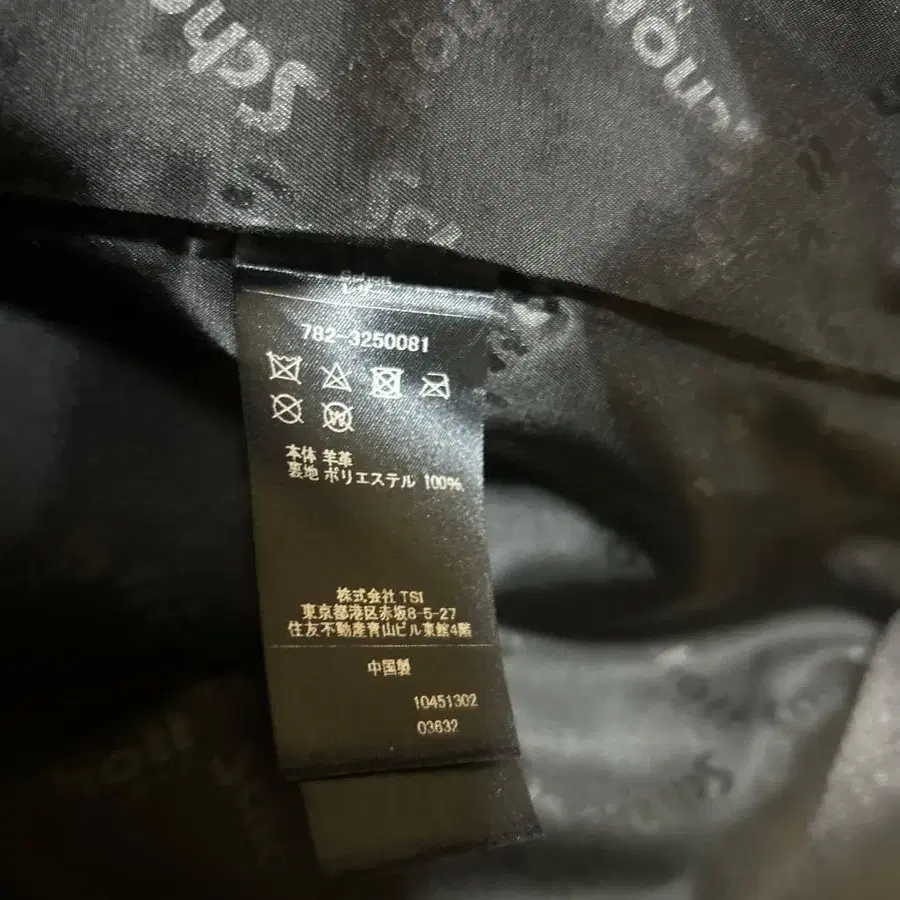 Scho
Schott
782-3250081
本体 羊革
裏地 ポリエステル 100%
株式会社 TSI
東京都港区赤坂8-5-27
住友不動産青山ビル東館4階
中国製
10451302
03632